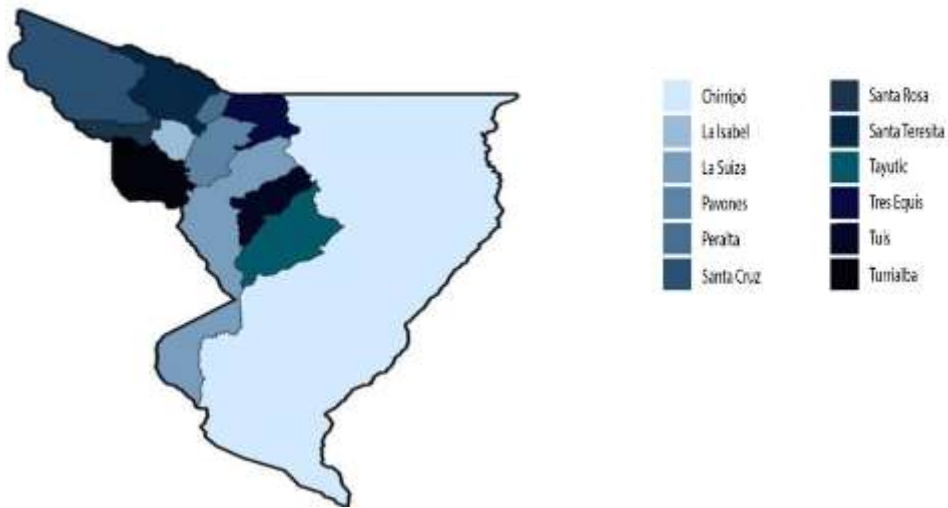 Chirripó
La Isabel
La Suiza
Pavones
Peralta
Santa Cruz
Santa Rosa
Santa Teresita
Tayutic
Tres Equis
Tuis
Turrialba